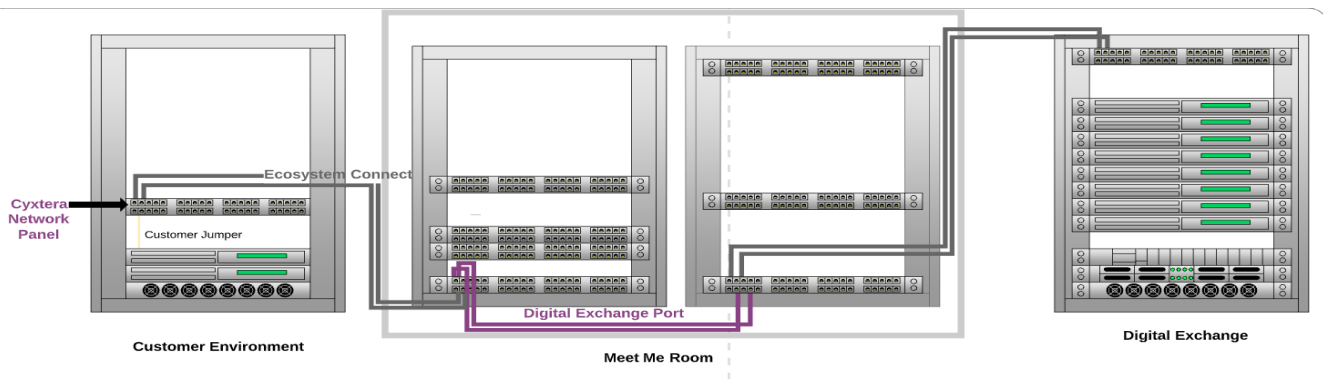 Ecosystem Connect
Cyxtera
Network
Panel
Customer Jumper
Digital Exchange Port
Customer Environment
Meet Me Room
Digital Exchange